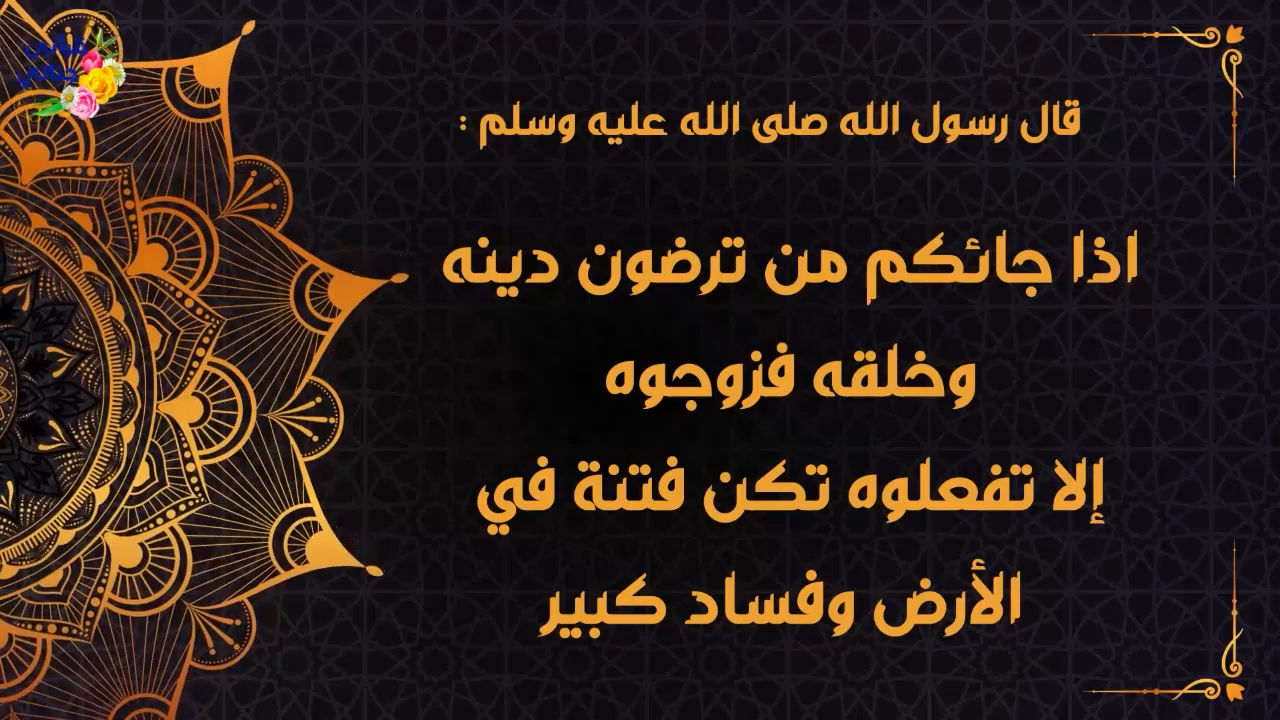 قال رسول الله صلى الله عليه وسلم :
اذا جائكم من ترضون دينه
وخلقه فزوجوه
إلا تفعلوه تكن فتنة في
الأرض وفساد كبير